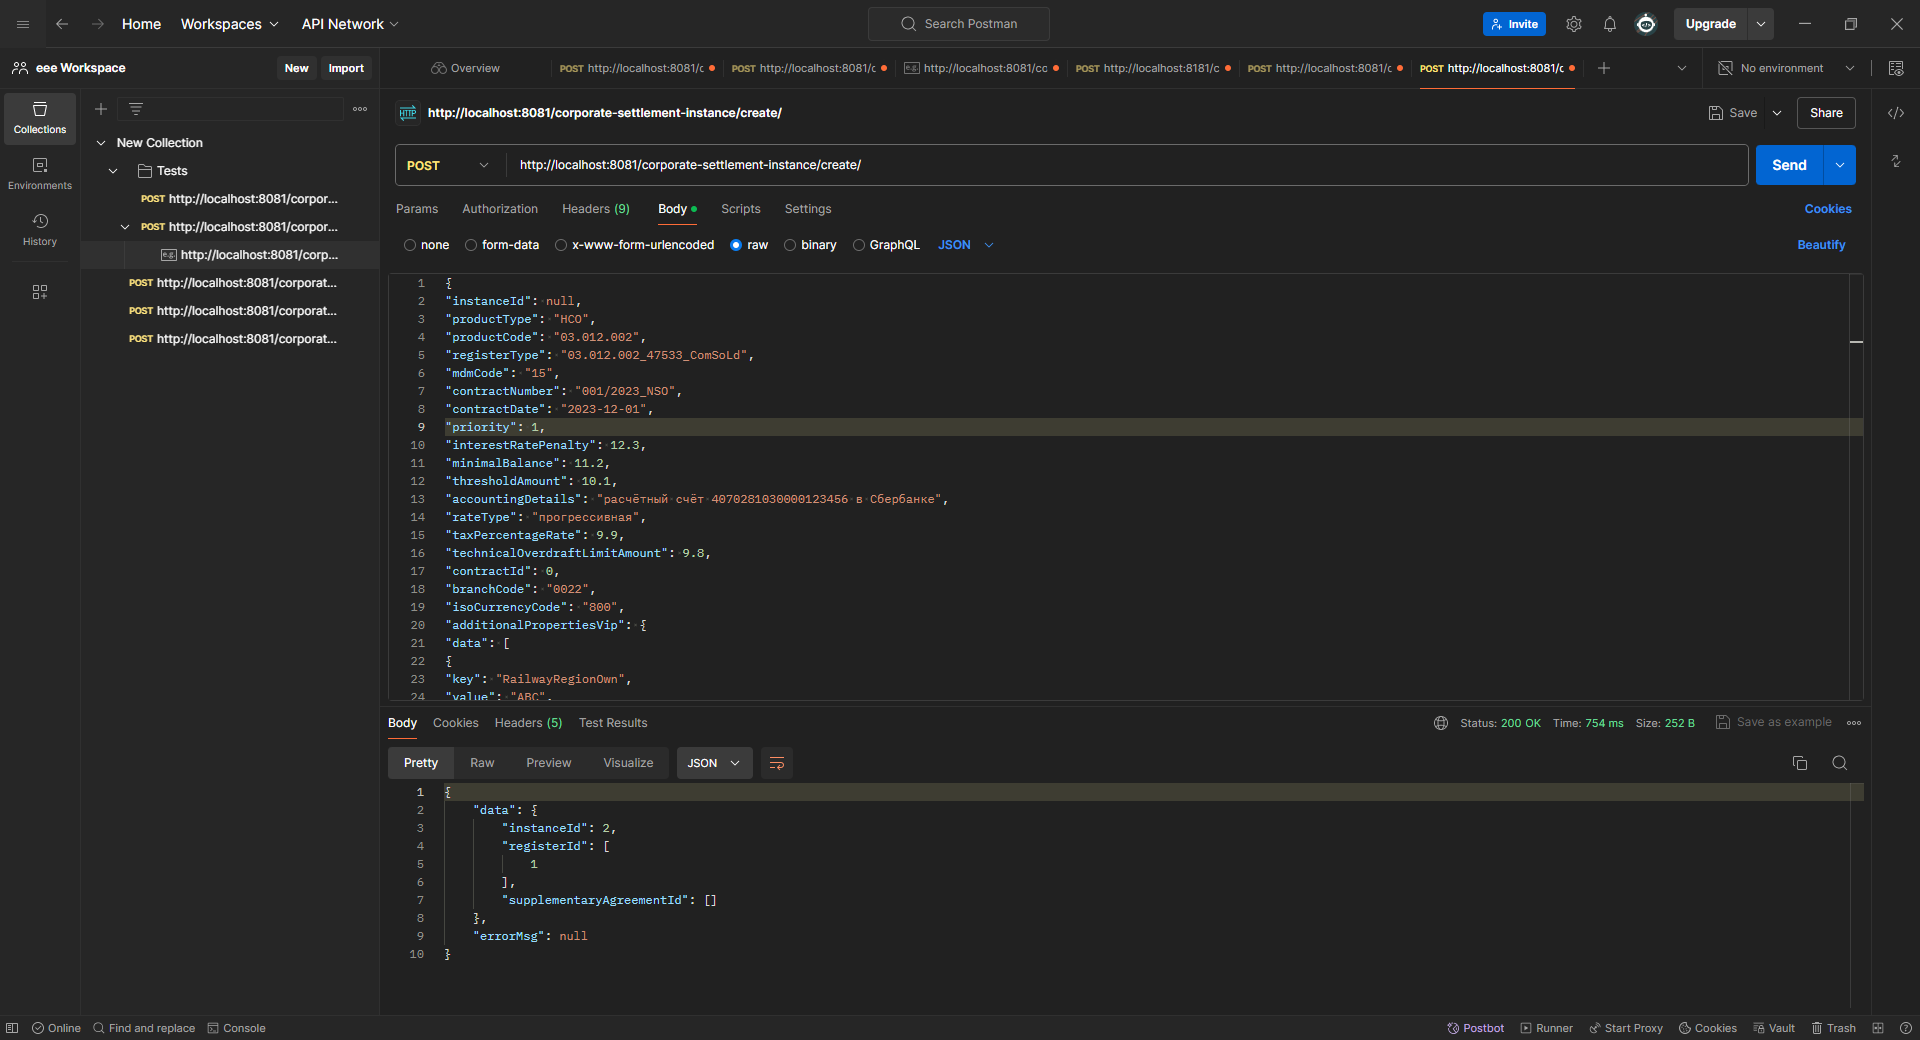 Home
Workspaces
API Network
Search Postman
Invite
Upgrade
eee Workspace
New
Import
Overview
POST http://localhost:8081/c
POST http://localhost:8081/c
e.g. http://localhost:8081/cc
POST http://localhost:8181/c
POST http://localhost:8081/c
POST http://localhost:8081/c
No environment
Collections
Environments
History
New Collection
Tests
POST http://localhost:8081/corpor...
POST http://localhost:8081/corpor...
e.g. http://localhost:8081/corp...
POST http://localhost:8081/corporat...
POST http://localhost:8081/corporat...
POST http://localhost:8081/corporat...
HTTP http://localhost:8081/corporate-settlement-instance/create/
Save
Share
POST
http://localhost:8081/corporate-settlement-instance/create/
Send
Params
Authorization
Headers (9)
Body
Scripts
Settings
Cookies
none
form-data
x-www-form-urlencoded
raw
binary
GraphQL
JSON
Beautify
1 {
2 "instanceId": null,
3 "productType": "НСО",
4 "productCode": "03.012.002",
5 "registerType": "03.012.002_47533_ComSoLd",
6 "mdmCode": "15",
7 "contractNumber": "001/2023_NSO",
8 "contractDate": "2023-12-01",
9 "priority": 1,
10 "interestRatePenalty": 12.3,
11 "minimalBalance": 11.2,
12 "thresholdAmount": 10.1,
13 "accountingDetails": "расчётный счёт 4070281030000123456 в Сбербанке",
14 "rateType": "прогрессивная",
15 "taxPercentageRate": 9.9,
16 "technicalOverdraftLimitAmount": 9.8,
17 "contractId": 0,
18 "branchCode": "0022",
19 "isoCurrencyCode": "800",
20 "additionalPropertiesVip": {
21 "data": [
22 {
23 "key": "RailwayRegionOwn",
24 "value": "ABC",
Body
Cookies
Headers (5)
Test Results
Status: 200 OK
Time: 754 ms
Size: 252 B
Save as example
Pretty
Raw
Preview
Visualize
JSON
1 {
2 "data": {
3 "instanceId": 2,
4 "registerId": [
5 1
6 ],
7 "supplementaryAgreementId": []
8 },
9 "errorMsg": null
10 }
Online
Find and replace
Console
Postbot
Runner
Start Proxy
Cookies
Vault
Trash